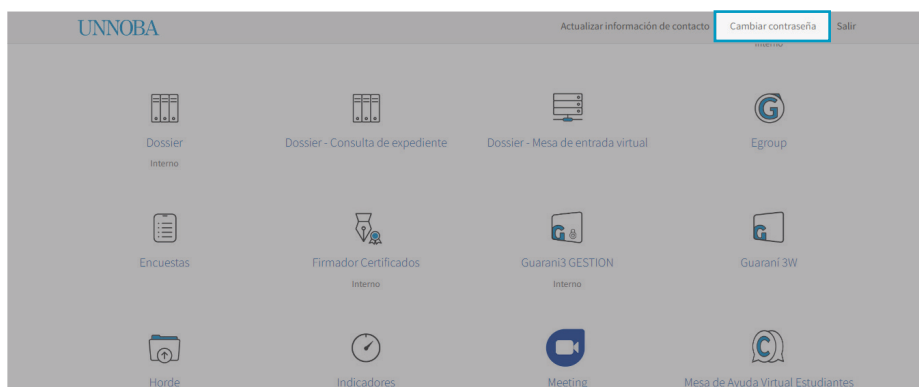 UNNOBA
Actualizar información de contacto
Cambiar contraseña
Salir
Interno
Dossier
Interno
Dossier - Consulta de expediente
Dossier - Mesa de entrada virtual
Egroup
Encuestas
Firmador Certificados
Interno
Guarani3 GESTION
Interno
Guaraní 3W
Horde
Indicadores
Meeting
Mesa de Ayuda Virtual Estudiantes